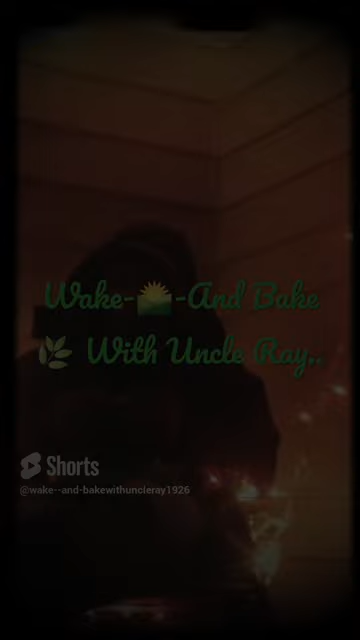 Wake-🌅-And Bake
🌿 With Uncle Ray..
Shorts
@wake--and-bakewithuncleray1926